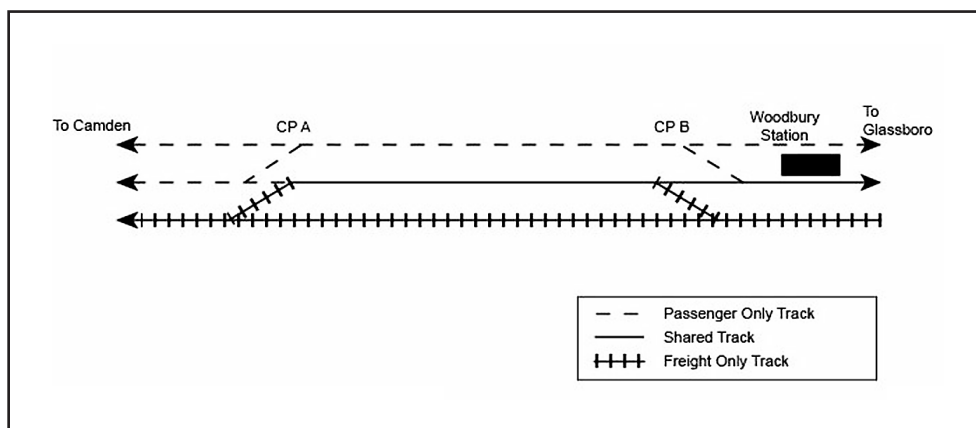 To Camden
CP A
CP B
Woodbury
Station
To
Glassboro
Passenger Only Track
Shared Track
Freight Only Track